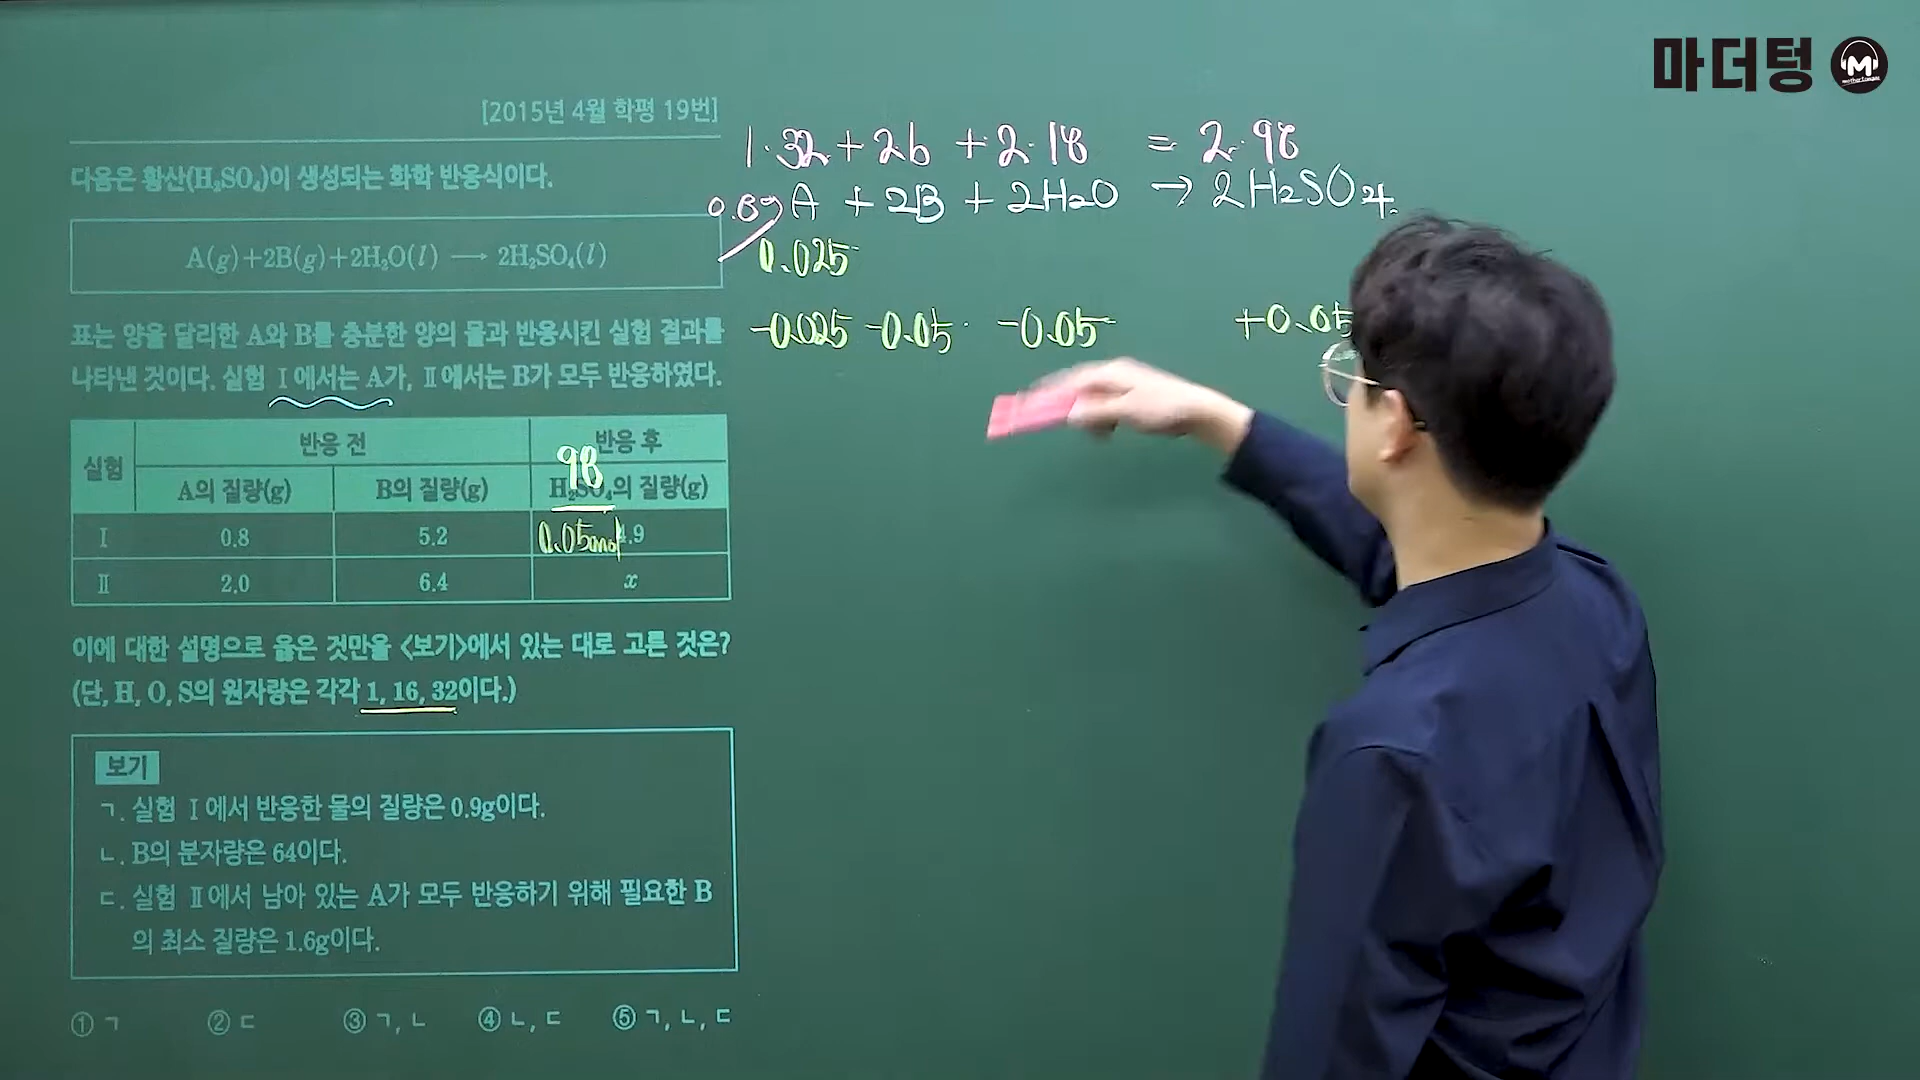 마더텅
[2015년 4월 학평 19번]
다음은 황산(H₂SO₄)이 생성되는 화학 반응식이다.
A(g)+2B(g)+2H₂O(l) ⟶ 2H₂SO₄(l)
표는 양을 달리한 A와 B를 충분한 양의 물과 반응시킨 실험 결과를
나타낸 것이다. 실험 Ⅰ에서는 A가, Ⅱ에서는 B가 모두 반응하였다.
실험 반응 전 반응 후
A의 질량(g) B의 질량(g) H₂SO₄의 질량(g)
98
Ⅰ 0.8 5.2 4.9
0.05mol
Ⅱ 2.0 6.4 x
이에 대한 설명으로 옳은 것만을 <보기>에서 있는 대로 고른 것은?
(단, H, O, S의 원자량은 각각 1, 16, 32이다.)
보기
ㄱ. 실험 Ⅰ에서 반응한 물의 질량은 0.9g이다.
ㄴ. B의 분자량은 64이다.
ㄷ. 실험 Ⅱ에서 남아 있는 A가 모두 반응하기 위해 필요한 B
의 최소 질량은 1.6g이다.
① ㄱ ② ㄷ ③ ㄱ, ㄴ ④ ㄴ, ㄷ ⑤ ㄱ, ㄴ, ㄷ
1·32+2b+2·18 = 2·98
0.8g A + 2B + 2H₂O → 2H₂SO₄
0.025
-0.025 -0.05 -0.05 +0.05